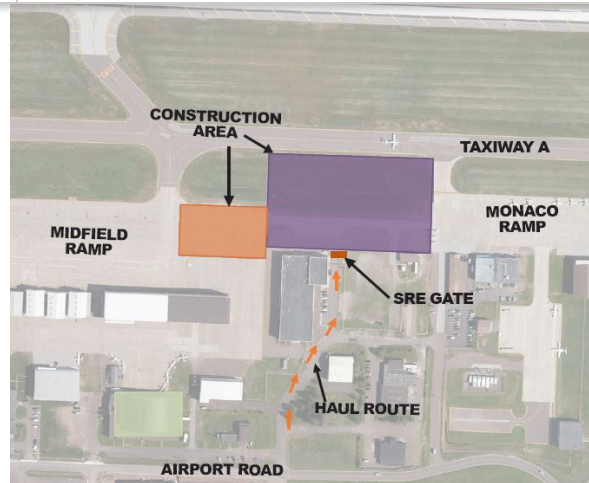 CONSTRUCTION
AREA
TAXIWAY A
MIDFIELD
RAMP
MONACO
RAMP
SRE GATE
HAUL ROUTE
AIRPORT ROAD